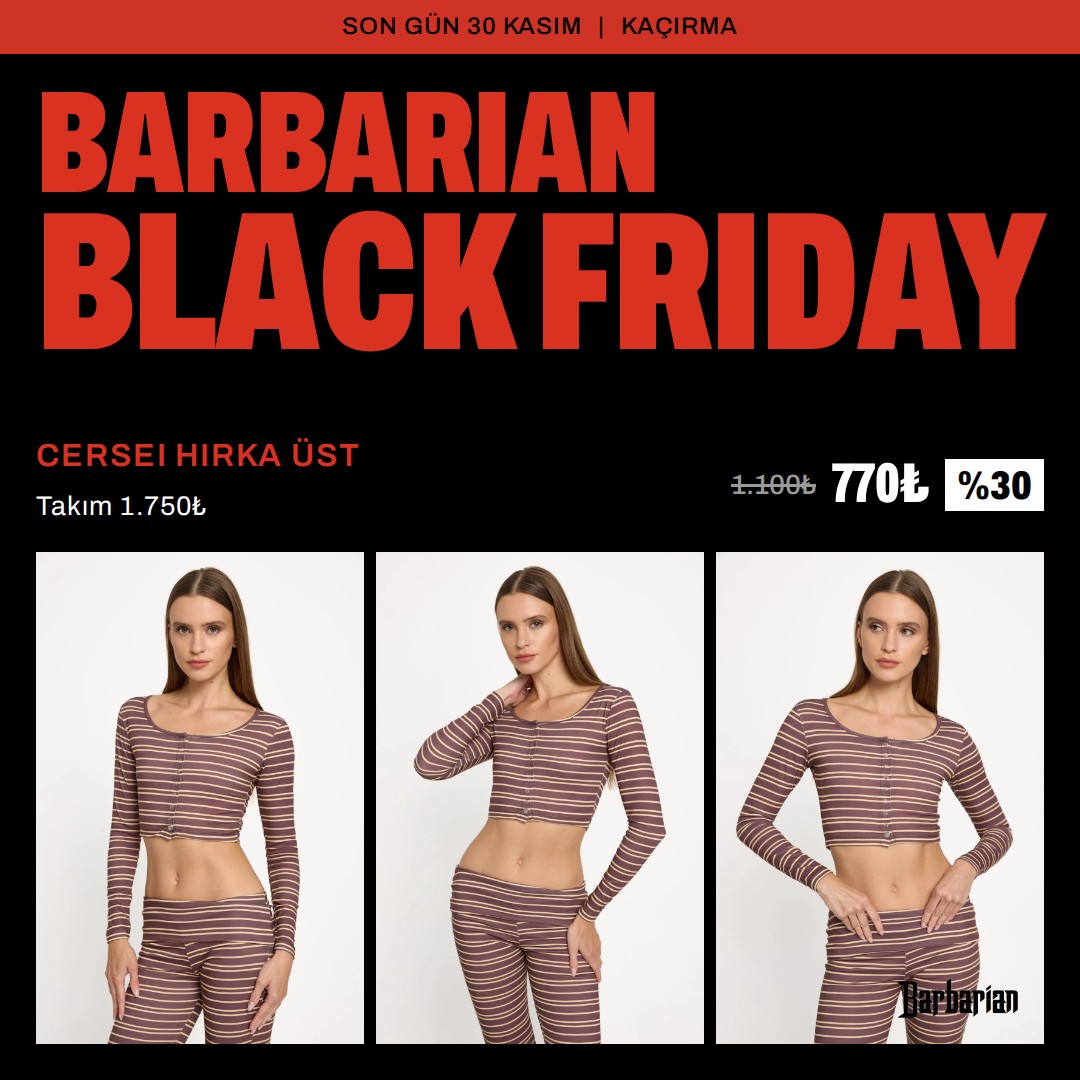 SON GÜN 30 KASIM | KAÇIRMA
BARBARIAN
BLACK FRIDAY
CERSEI HIRKA ÜST
Takım 1.750₺
1.100₺ 770₺ %30
Barbarian